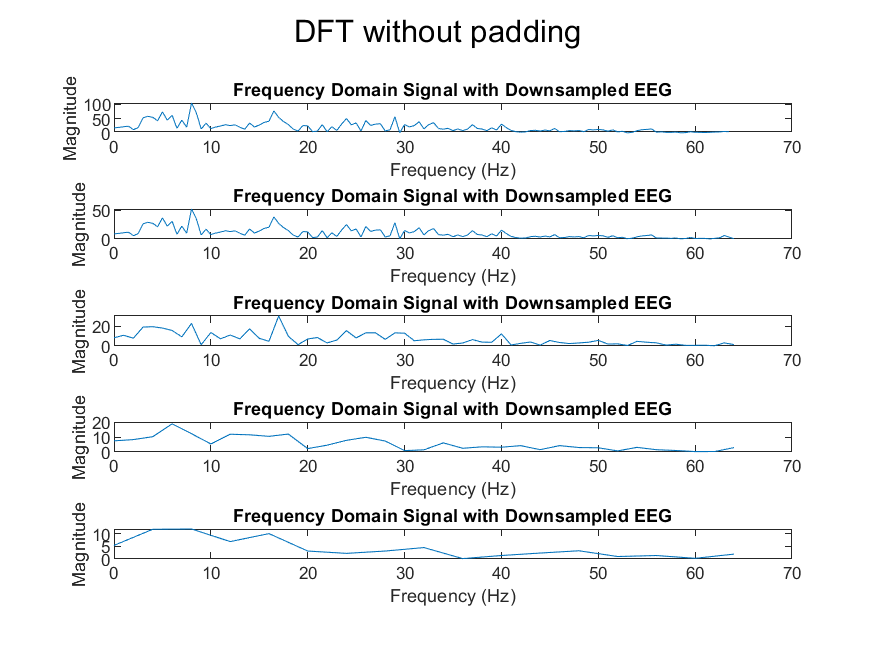 DFT without padding
Frequency Domain Signal with Downsampled EEG
Magnitude
100
50
0
0 10 20 30 40 50 60 70
Frequency (Hz)
Frequency Domain Signal with Downsampled EEG
Magnitude
50
0
0 10 20 30 40 50 60 70
Frequency (Hz)
Frequency Domain Signal with Downsampled EEG
Magnitude
20
0
0 10 20 30 40 50 60 70
Frequency (Hz)
Frequency Domain Signal with Downsampled EEG
Magnitude
20
10
0
0 10 20 30 40 50 60 70
Frequency (Hz)
Frequency Domain Signal with Downsampled EEG
Magnitude
10
5
0
0 10 20 30 40 50 60 70
Frequency (Hz)